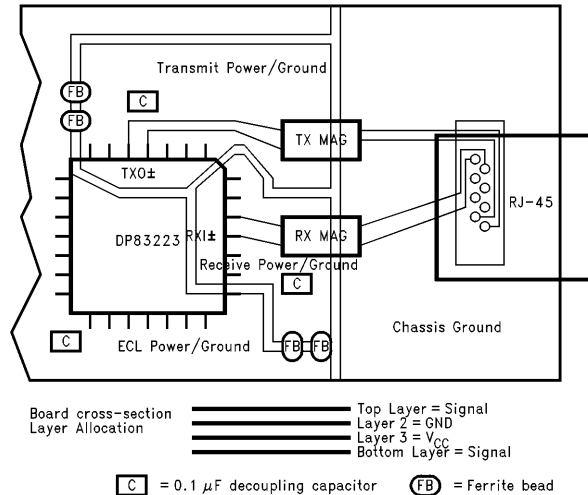 Transmit Power/Ground
FB
C
FB
TX MAG
TXO±
RJ-45
DP83223
RXI±
RX MAG
Receive Power/Ground
C
Chassis Ground
C
ECL Power/Ground
FB
FB
Board cross-section
Layer Allocation
Top Layer = Signal
Layer 2 = GND
Layer 3 = VCC
Bottom Layer = Signal
C = 0.1 μF decoupling capacitor
FB = Ferrite bead